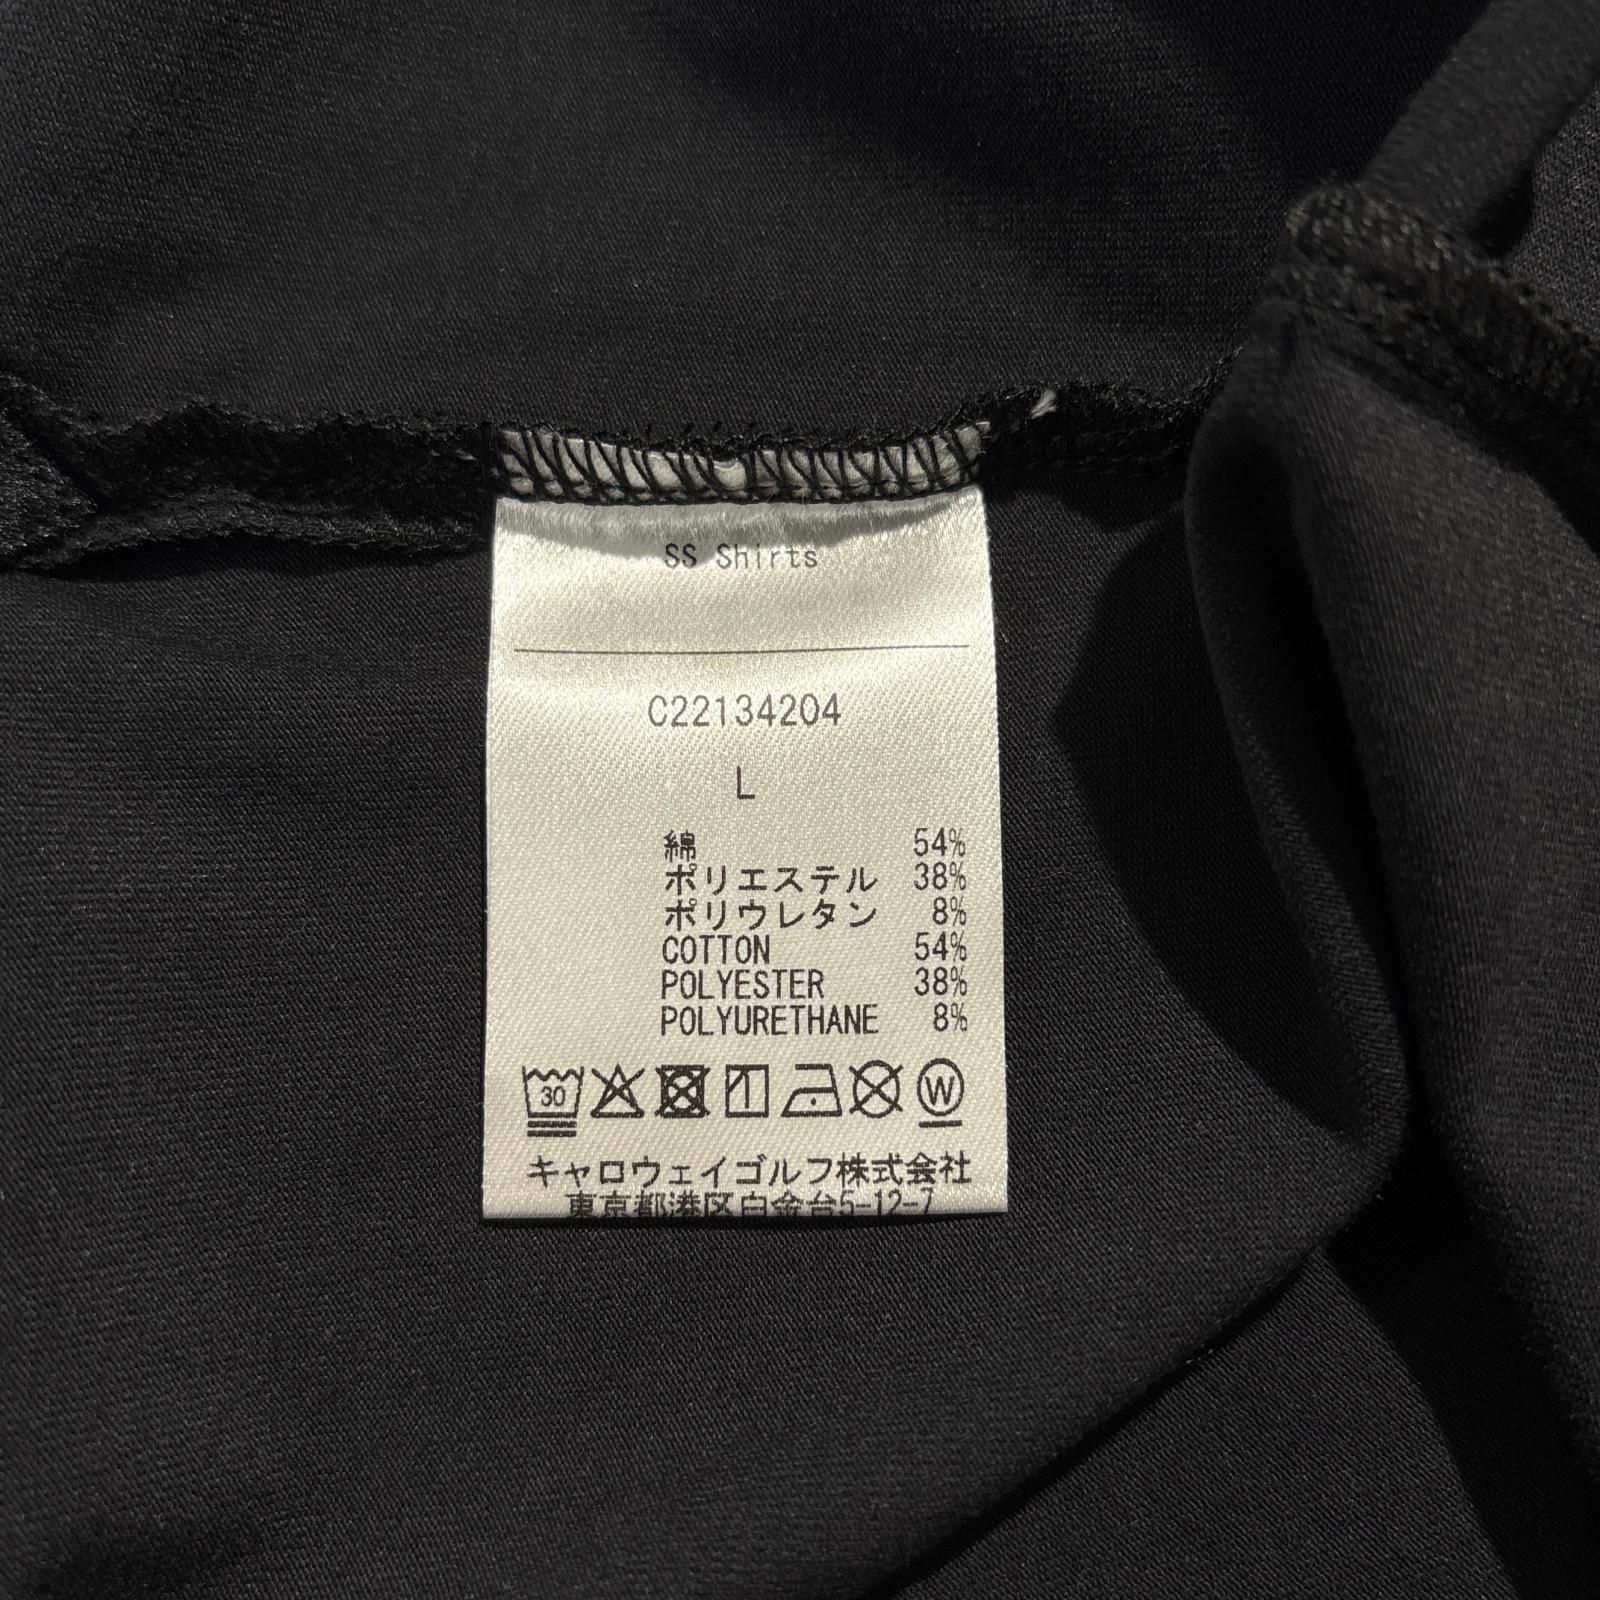 SS Shirts
C22134204
L
綿 54%
ポリエステル 38%
ポリウレタン 8%
COTTON 54%
POLYESTER 38%
POLYURETHANE 8%
30 W
キャロウェイゴルフ株式会社
東京都港区白金台5-12-7